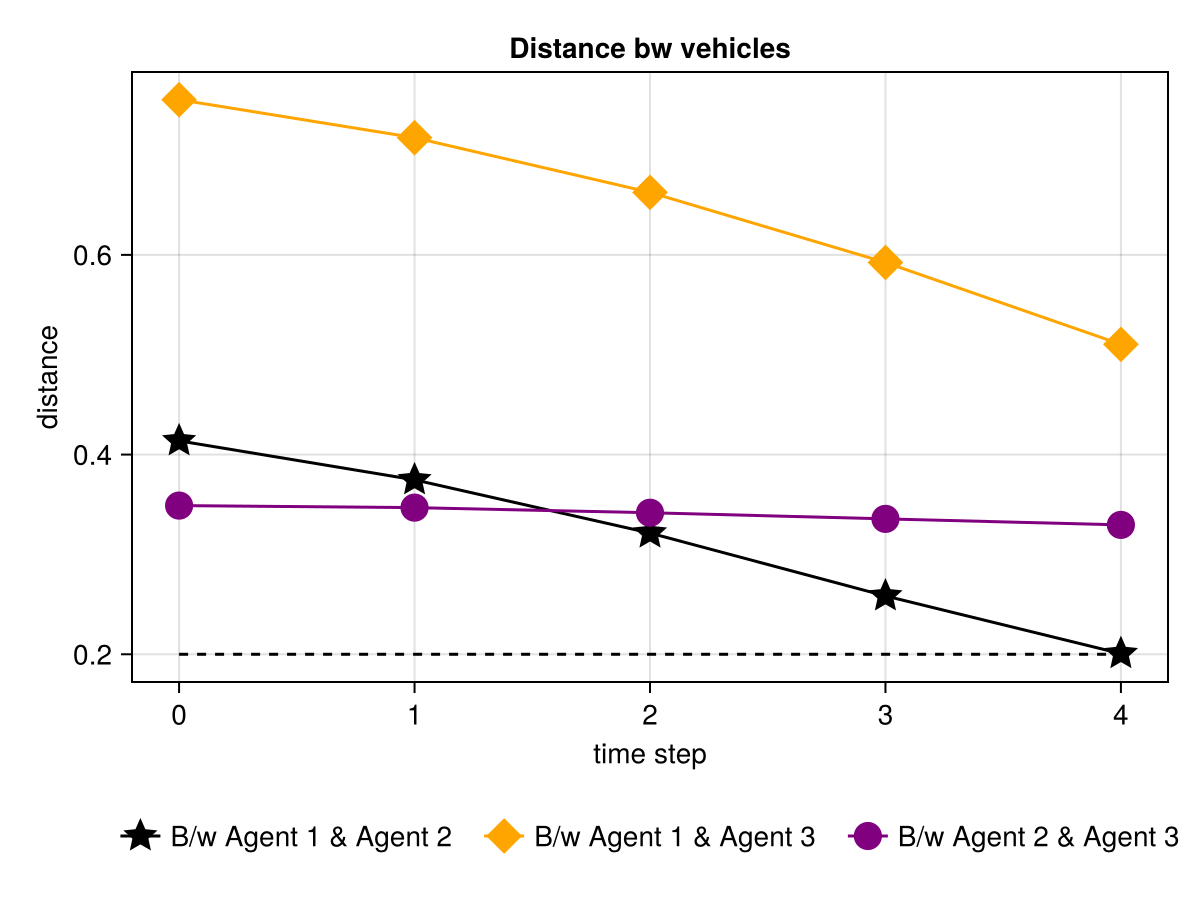 Distance bw vehicles
distance
0.6
0.4
0.2
0 1 2 3 4
time step
B/w Agent 1 & Agent 2 B/w Agent 1 & Agent 3 B/w Agent 2 & Agent 3